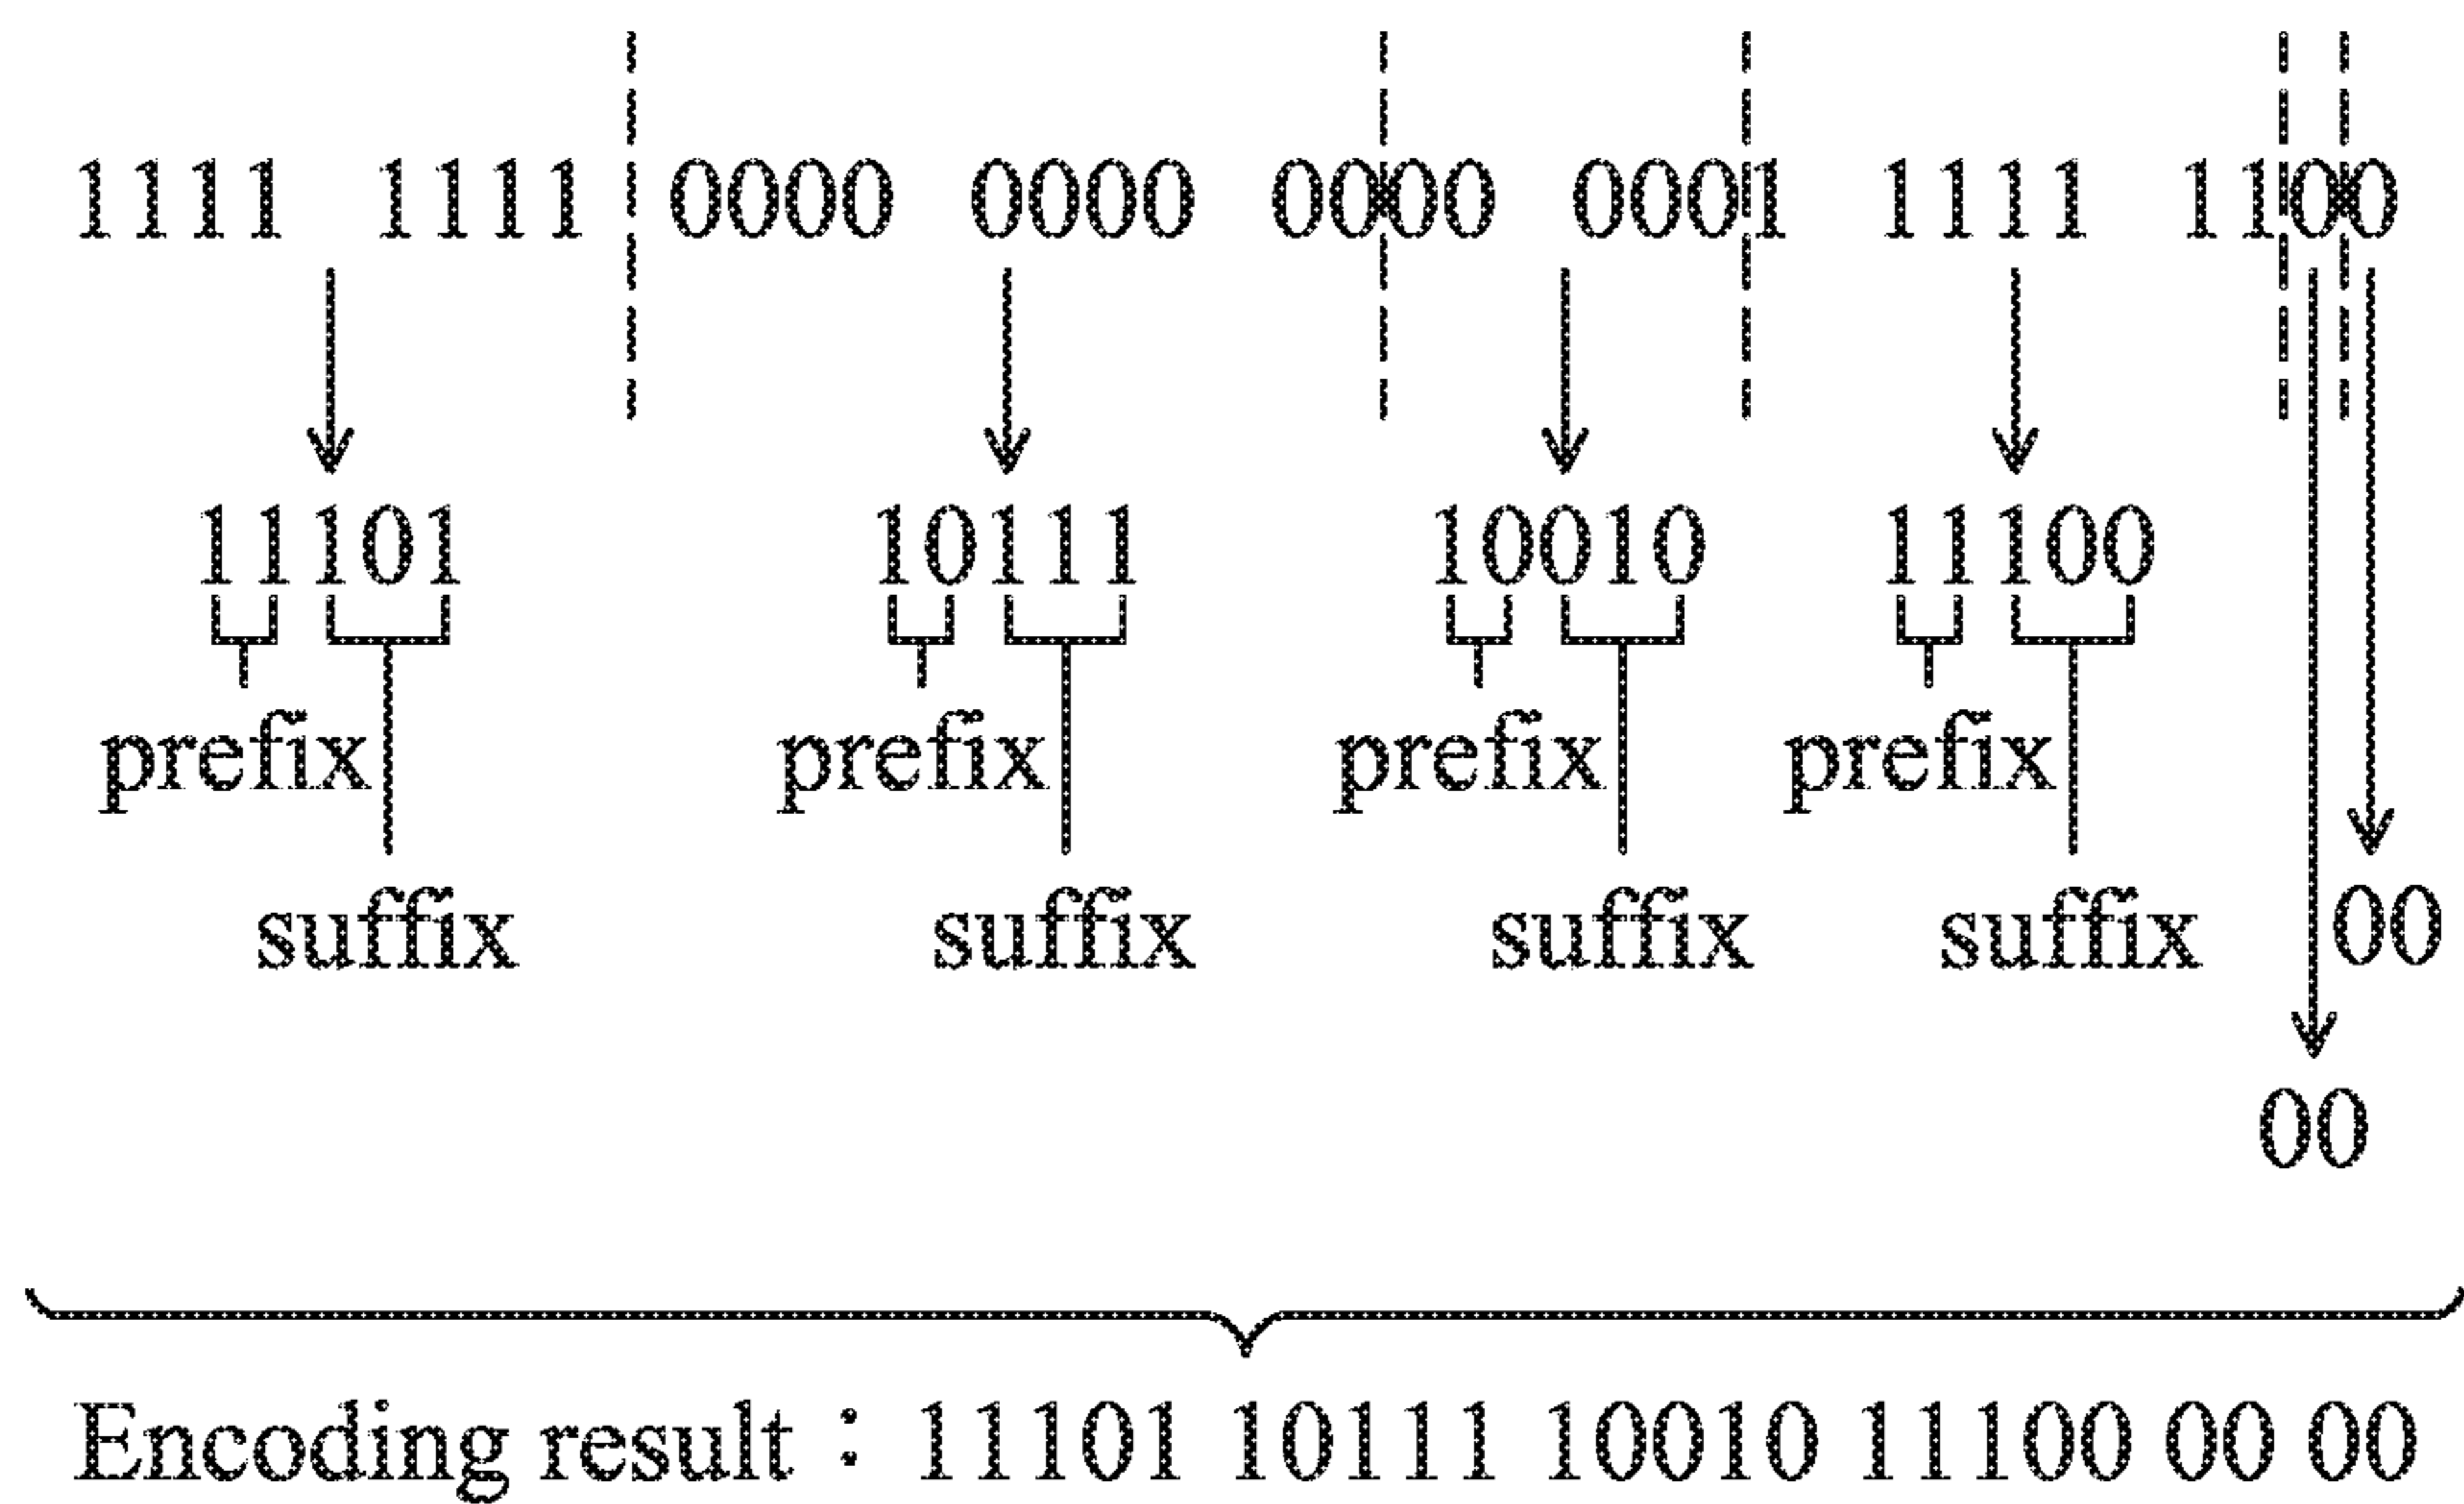 1111 1111 0000 0000 0000 0001 1111 1100
11101 10111 10010 11100
prefix prefix prefix prefix
suffix suffix suffix suffix 00
00
Encoding result : 11101 10111 10010 11100 00 00